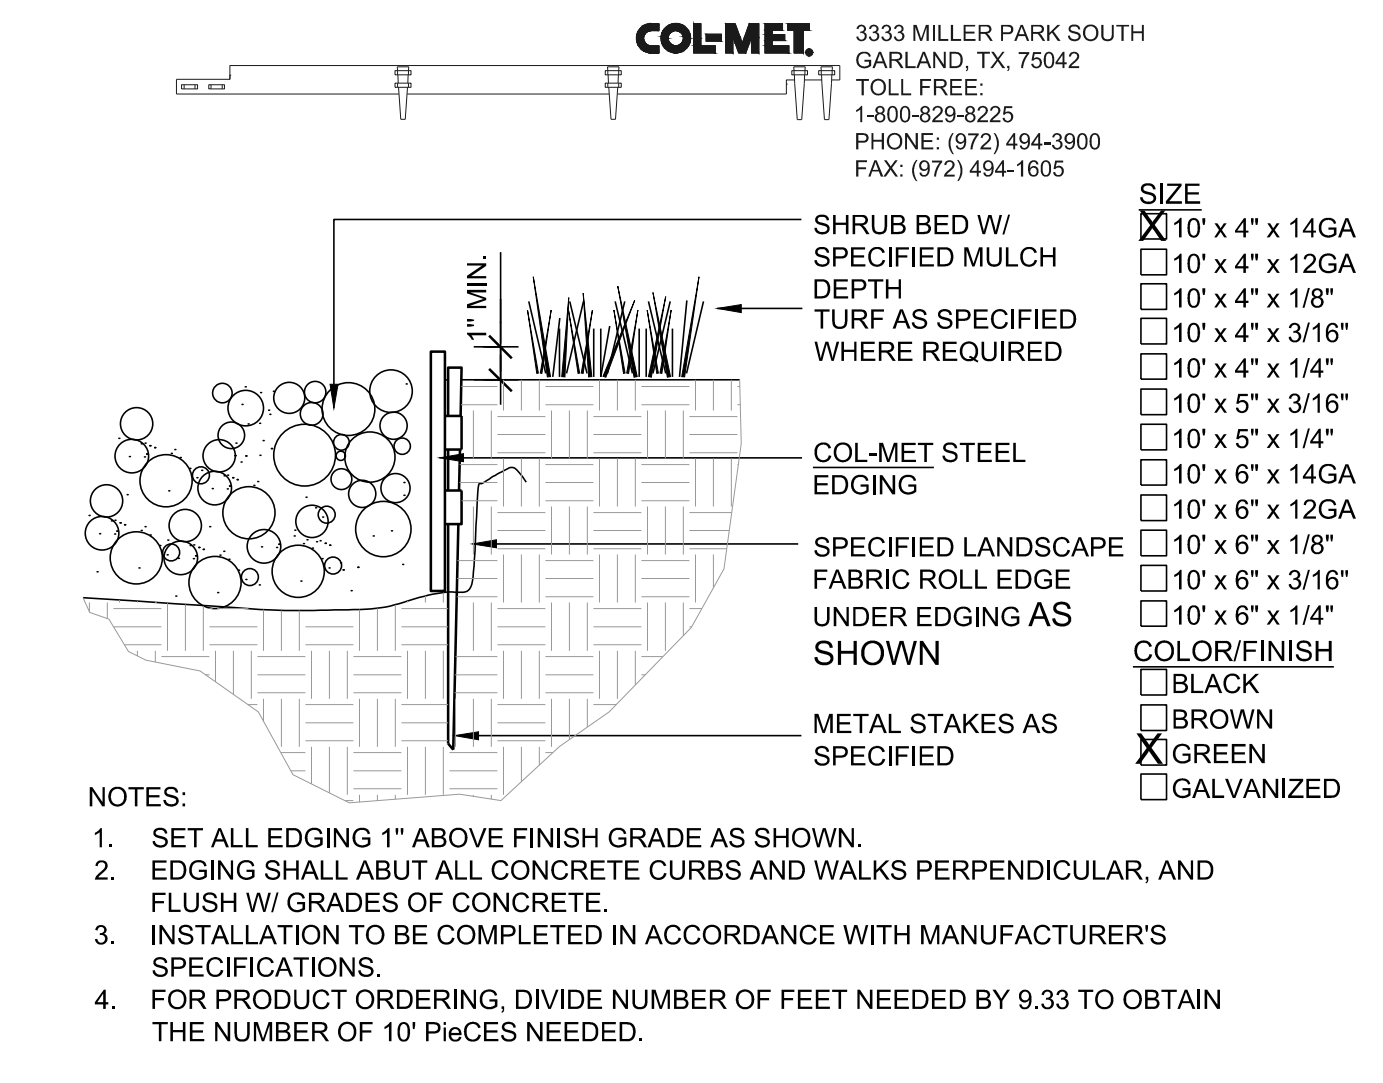 COL-MET.
3333 MILLER PARK SOUTH
GARLAND, TX, 75042
TOLL FREE:
1-800-829-8225
PHONE: (972) 494-3900
FAX: (972) 494-1605
SHRUB BED W/
SPECIFIED MULCH
DEPTH
TURF AS SPECIFIED
WHERE REQUIRED
1" MIN.
COL-MET STEEL
EDGING
SPECIFIED LANDSCAPE
FABRIC ROLL EDGE
UNDER EDGING AS
SHOWN
METAL STAKES AS
SPECIFIED
SIZE
X 10' x 4" x 14GA
10' x 4" x 12GA
10' x 4" x 1/8"
10' x 4" x 3/16"
10' x 4" x 1/4"
10' x 5" x 3/16"
10' x 5" x 1/4"
10' x 6" x 14GA
10' x 6" x 12GA
10' x 6" x 1/8"
10' x 6" x 3/16"
10' x 6" x 1/4"
COLOR/FINISH
BLACK
BROWN
X GREEN
GALVANIZED
NOTES:
1. SET ALL EDGING 1" ABOVE FINISH GRADE AS SHOWN.
2. EDGING SHALL ABUT ALL CONCRETE CURBS AND WALKS PERPENDICULAR, AND
FLUSH W/ GRADES OF CONCRETE.
3. INSTALLATION TO BE COMPLETED IN ACCORDANCE WITH MANUFACTURER'S
SPECIFICATIONS.
4. FOR PRODUCT ORDERING, DIVIDE NUMBER OF FEET NEEDED BY 9.33 TO OBTAIN
THE NUMBER OF 10' PieCES NEEDED.